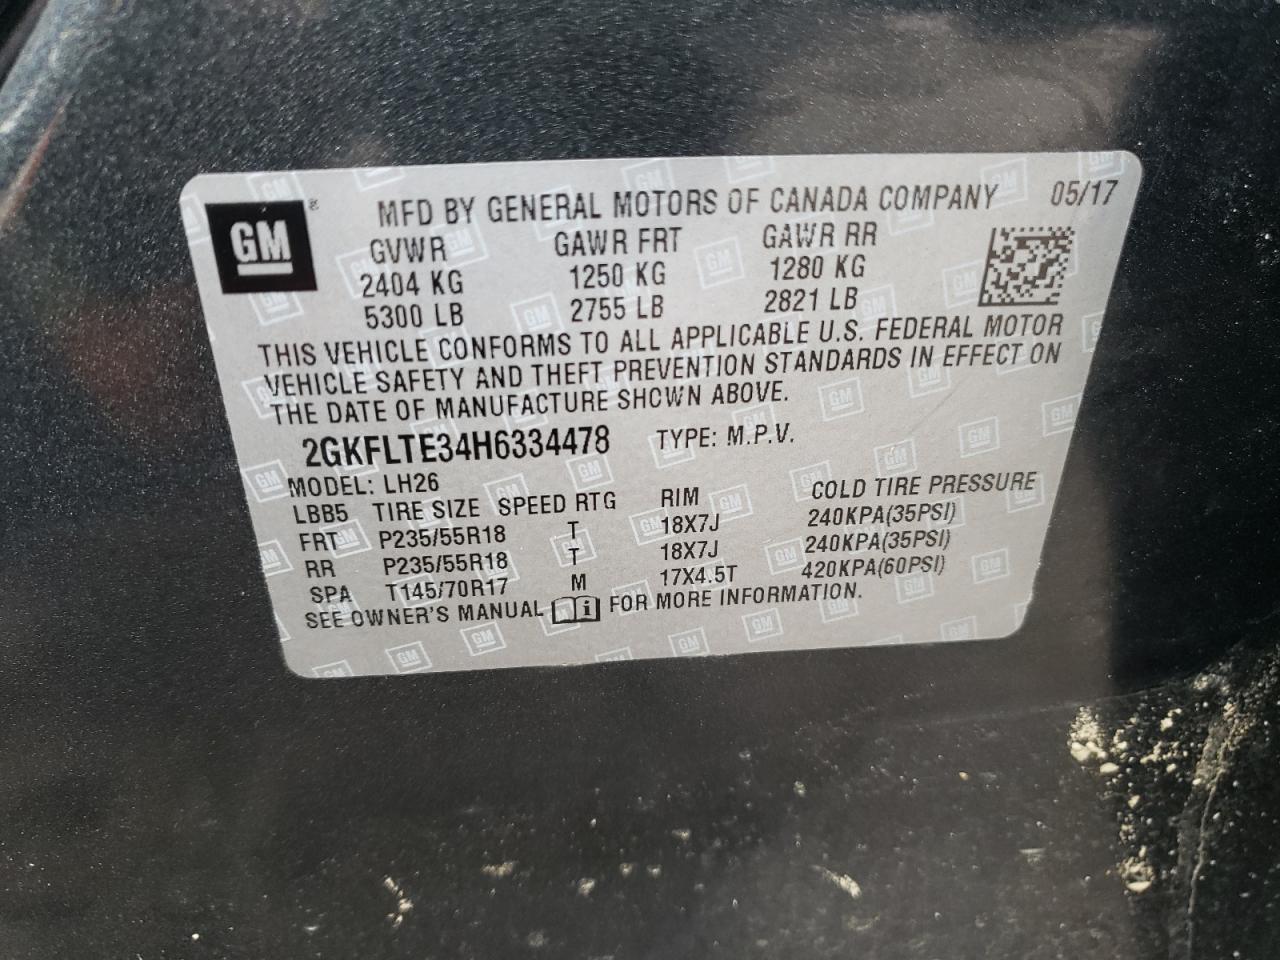 GM ® MFD BY GENERAL MOTORS OF CANADA COMPANY 05/17
GVWR GAWR FRT GAWR RR
2404 KG 1250 KG 1280 KG
5300 LB 2755 LB 2821 LB
THIS VEHICLE CONFORMS TO ALL APPLICABLE U.S. FEDERAL MOTOR
VEHICLE SAFETY AND THEFT PREVENTION STANDARDS IN EFFECT ON
THE DATE OF MANUFACTURE SHOWN ABOVE.
2GKFLTE34H6334478 TYPE: M.P.V.
MODEL: LH26
LBB5 TIRE SIZE SPEED RTG RIM COLD TIRE PRESSURE
FRT P235/55R18 T 18X7J 240KPA(35PSI)
RR P235/55R18 T 18X7J 240KPA(35PSI)
SPA T145/70R17 M 17X4.5T 420KPA(60PSI)
SEE OWNER'S MANUAL i FOR MORE INFORMATION.